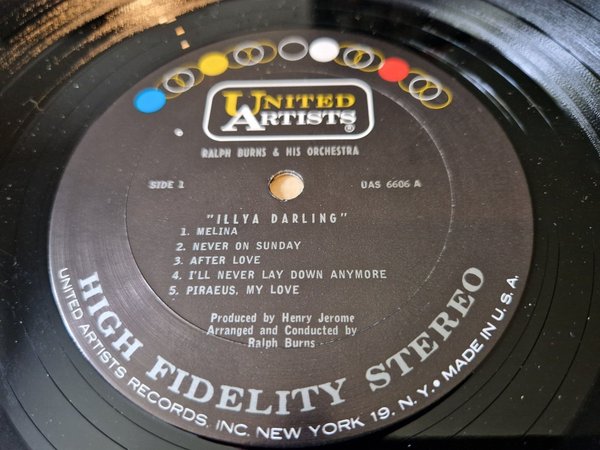 UNITED
ARTISTS®
RALPH BURNS & HIS ORCHESTRA
SIDE 1
UAS 6606 A
"ILLYA DARLING"
1. MELINA
2. NEVER ON SUNDAY
3. AFTER LOVE
4. I'LL NEVER LAY DOWN ANYMORE
5. PIRAEUS, MY LOVE
Produced by Henry Jerome
Arranged and Conducted by
Ralph Burns
HIGH FIDELITY STEREO
UNITED ARTISTS RECORDS, INC. NEW YORK 19, N. Y. • MADE IN U.S.A.